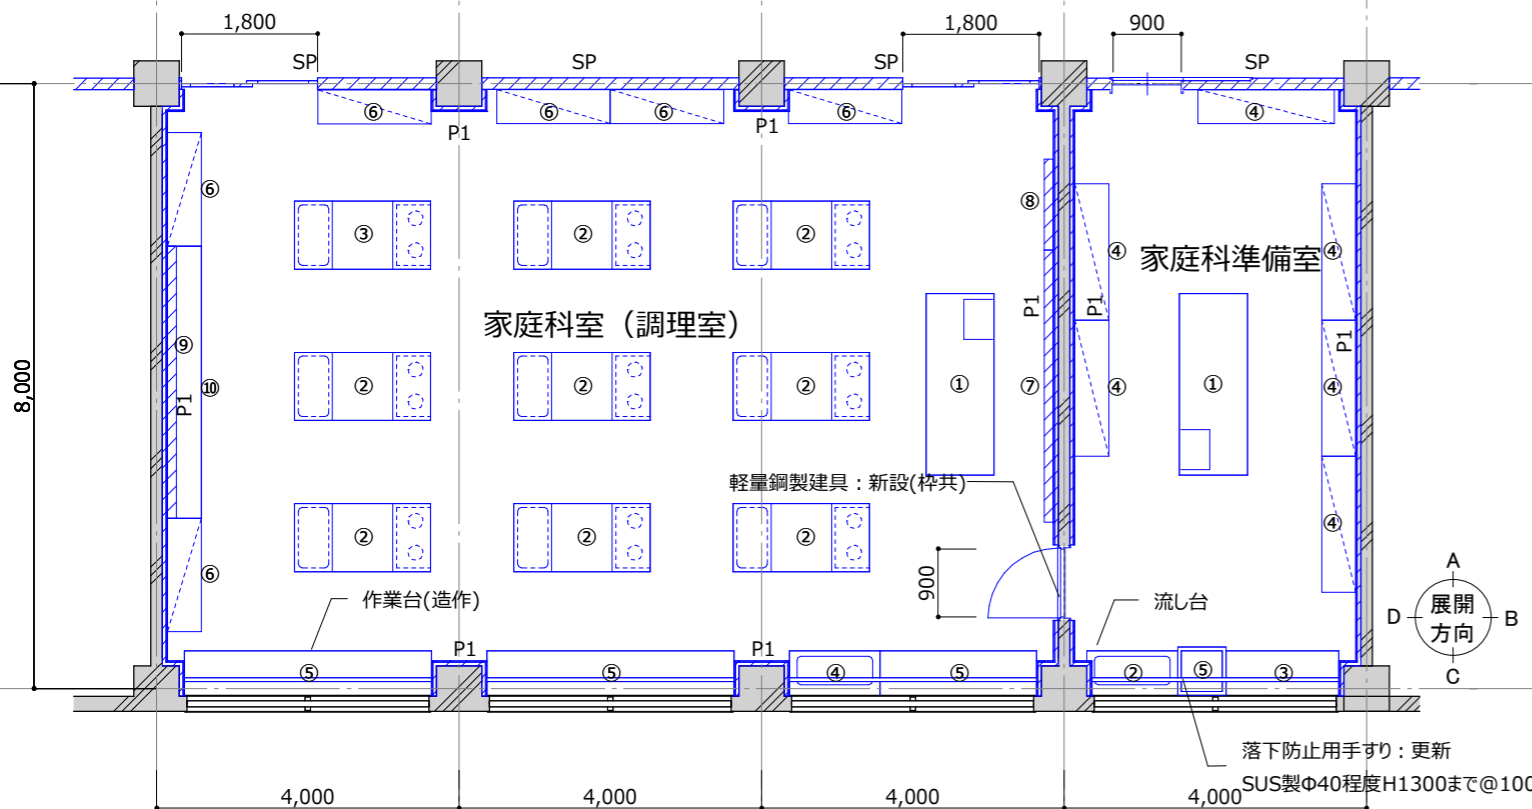 1,800
1,800
900
SP
SP
SP
SP
⑥
⑥
⑥
⑥
④
P1
P1
⑥
③
②
②
⑧
④
家庭科準備室
④
家庭科室（調理室）
P1
P1
P1
⑨
8,000
⑩
P1
②
②
②
①
⑦
④
①
④
軽量鋼製建具：新設(枠共)
②
②
②
④
⑥
900
作業台(造作)
流し台
A
D
展開
方向
B
C
P1
P1
⑤
⑤
④
⑤
②
⑤
③
落下防止用手すり：更新
SUS製Φ40程度H1300まで@100
4,000
4,000
4,000
4,000